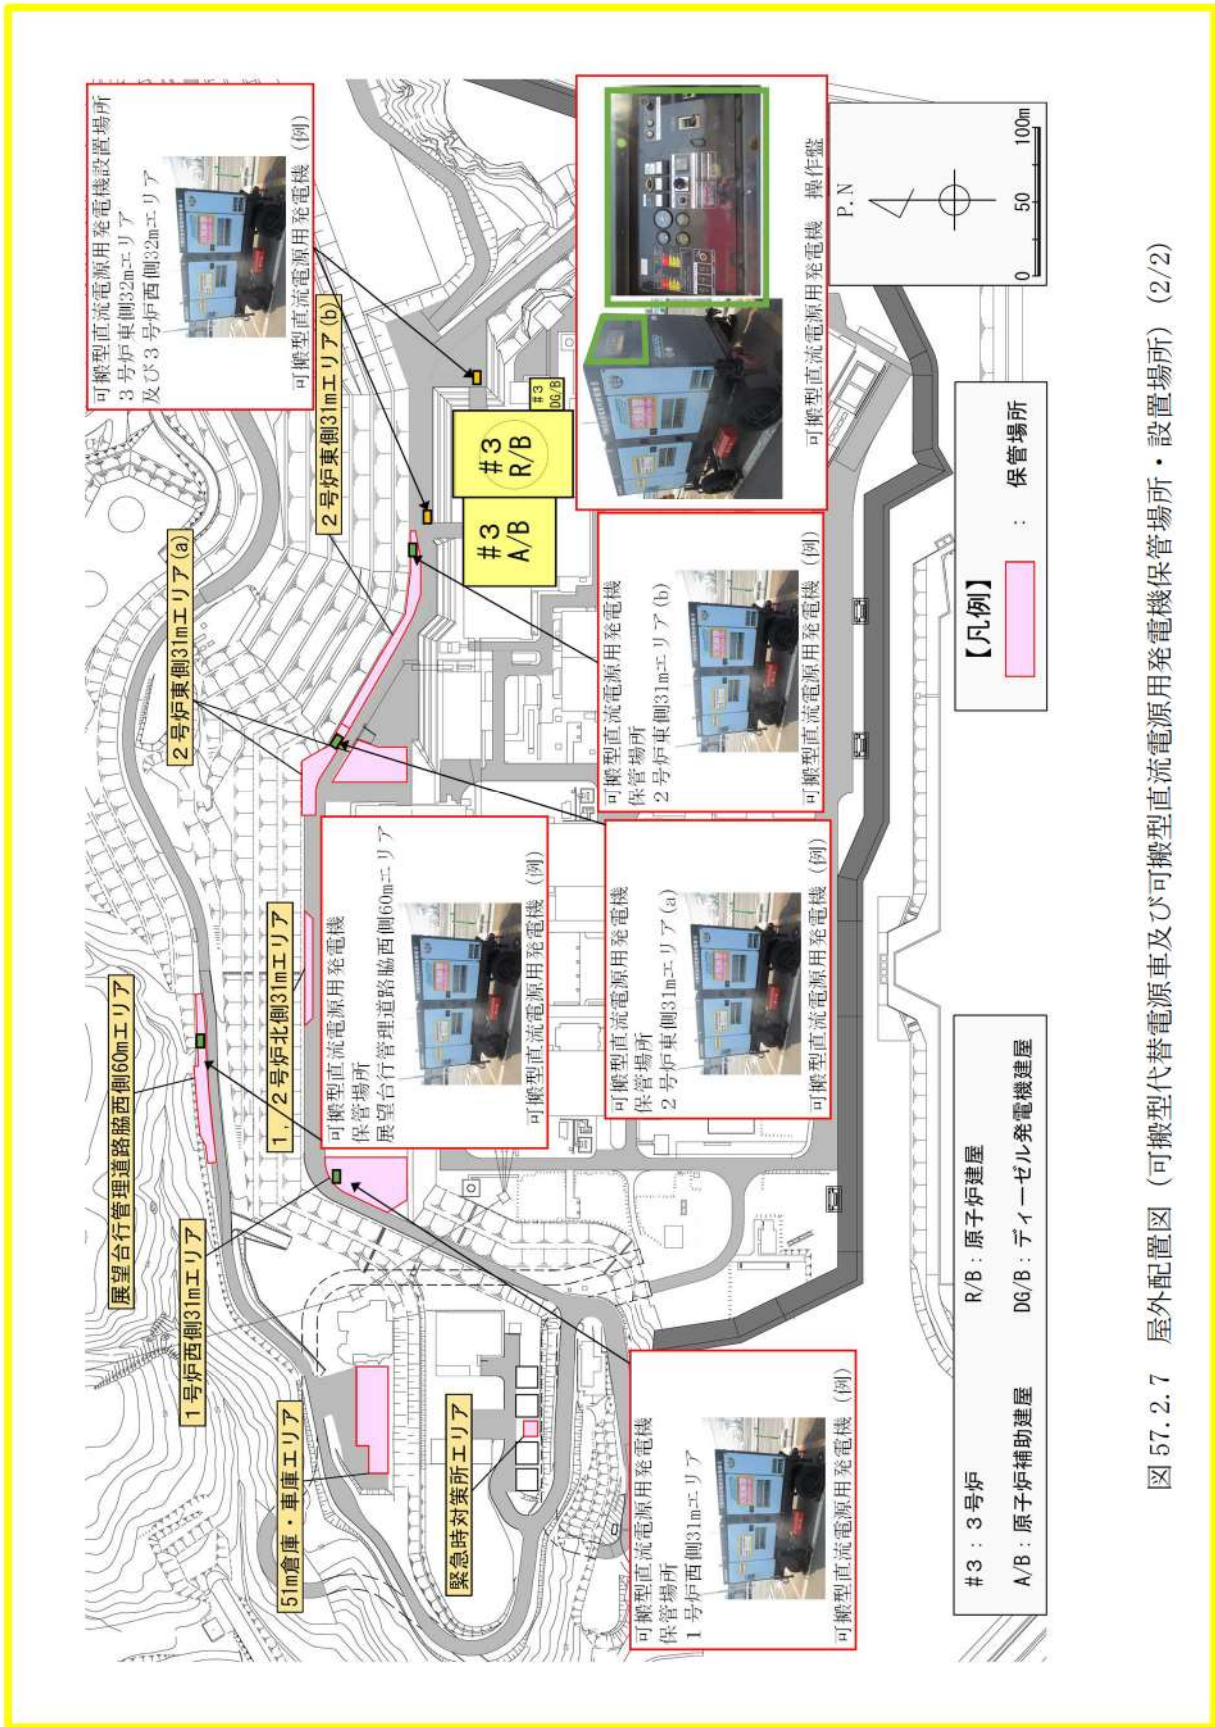 可搬型直流電源用発電機設置場所
3号炉東側32mエリア
及び3号炉西側32mエリア
可搬型直流電源用発電機（例）
2号炉東側31mエリア(b)
2号炉東側31mエリア(a)
展望台行管理道路脇西側60mエリア
1，2号炉北側31mエリア
1号炉西側31mエリア
51m倉庫・車庫エリア
緊急時対策所エリア
#3
R/B
#3
A/B
#3
DG/B
可搬型直流電源用発電機
保管場所
展望台行管理道路脇西側60mエリア
可搬型直流電源用発電機（例）
可搬型直流電源用発電機
保管場所
1号炉西側31mエリア
可搬型直流電源用発電機（例）
可搬型直流電源用発電機
保管場所
2号炉東側31mエリア(a)
可搬型直流電源用発電機（例）
可搬型直流電源用発電機
保管場所
2号炉東側31mエリア(b)
可搬型直流電源用発電機（例）
可搬型直流電源用発電機　操作盤
P.N
0 50 100m
【凡例】
： 保管場所
#3：3号炉 R/B：原子炉建屋
A/B：原子炉補助建屋 DG/B：ディーゼル発電機建屋
図57.2.7 屋外配置図（可搬型代替電源車及び可搬型直流電源用発電機保管場所・設置場所）(2/2)